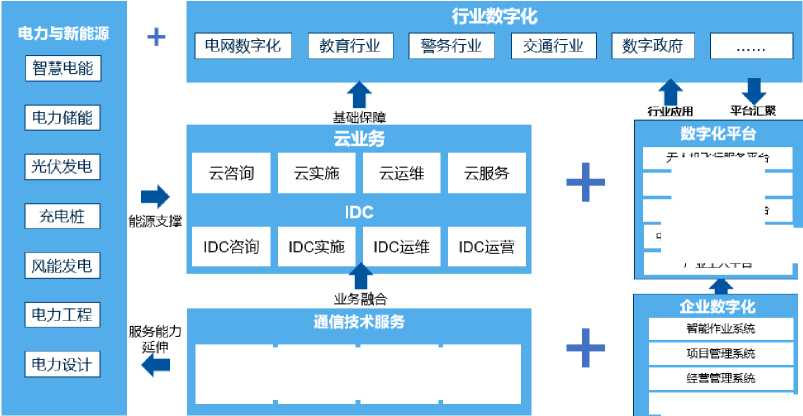 电力与新能源
智慧电能
电力储能
光伏发电
充电桩
风能发电
电力工程
电力设计
+
行业数字化
电网数字化 教育行业 警务行业 交通行业 数字政府 ……
基础保障
行业应用 平台汇聚
云业务
云咨询 云实施 云运维 云服务
IDC
IDC咨询 IDC实施 IDC运维 IDC运营
能源支撑
+
数字化平台
业务融合
通信技术服务
服务能力
延伸
+
企业数字化
智能作业系统
项目管理系统
经营管理系统